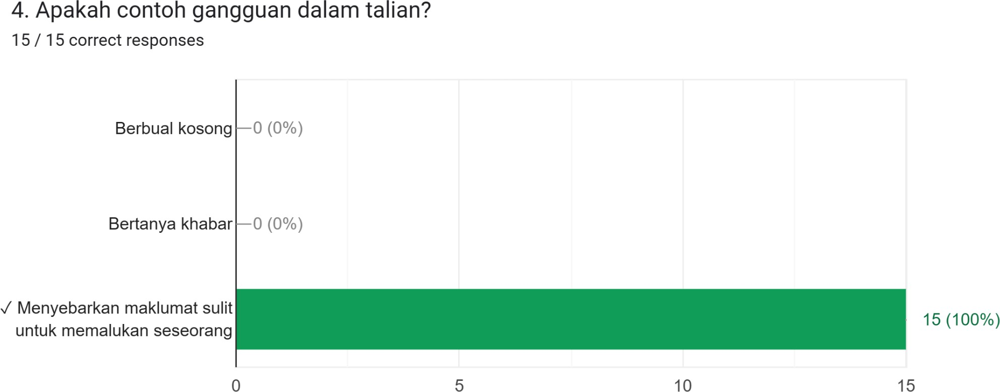 4. Apakah contoh gangguan dalam talian?
15 / 15 correct responses
Berbual kosong
0 (0%)
Bertanya khabar
0 (0%)
✓ Menyebarkan maklumat sulit
untuk memalukan seseorang
15 (100%)
0
5
10
15